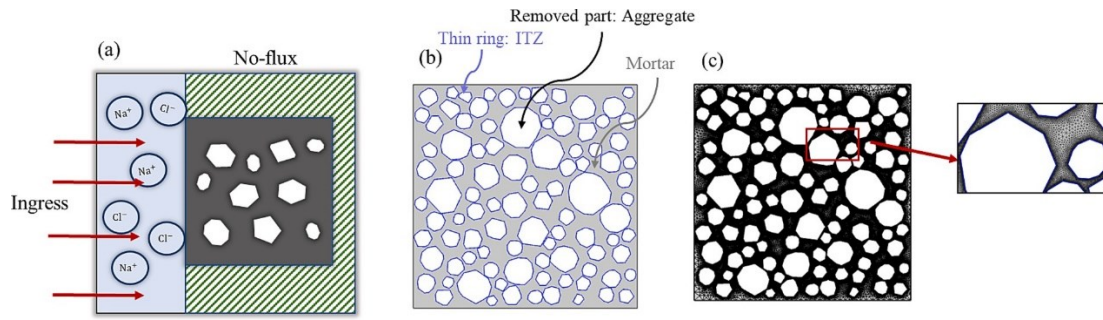 Removed part: Aggregate
(a)
Thin ring: ITZ
No-flux
(b)
Mortar
(c)
Na⁺
Cl⁻
Na⁺
Ingress
Cl⁻
Cl⁻
Na⁺